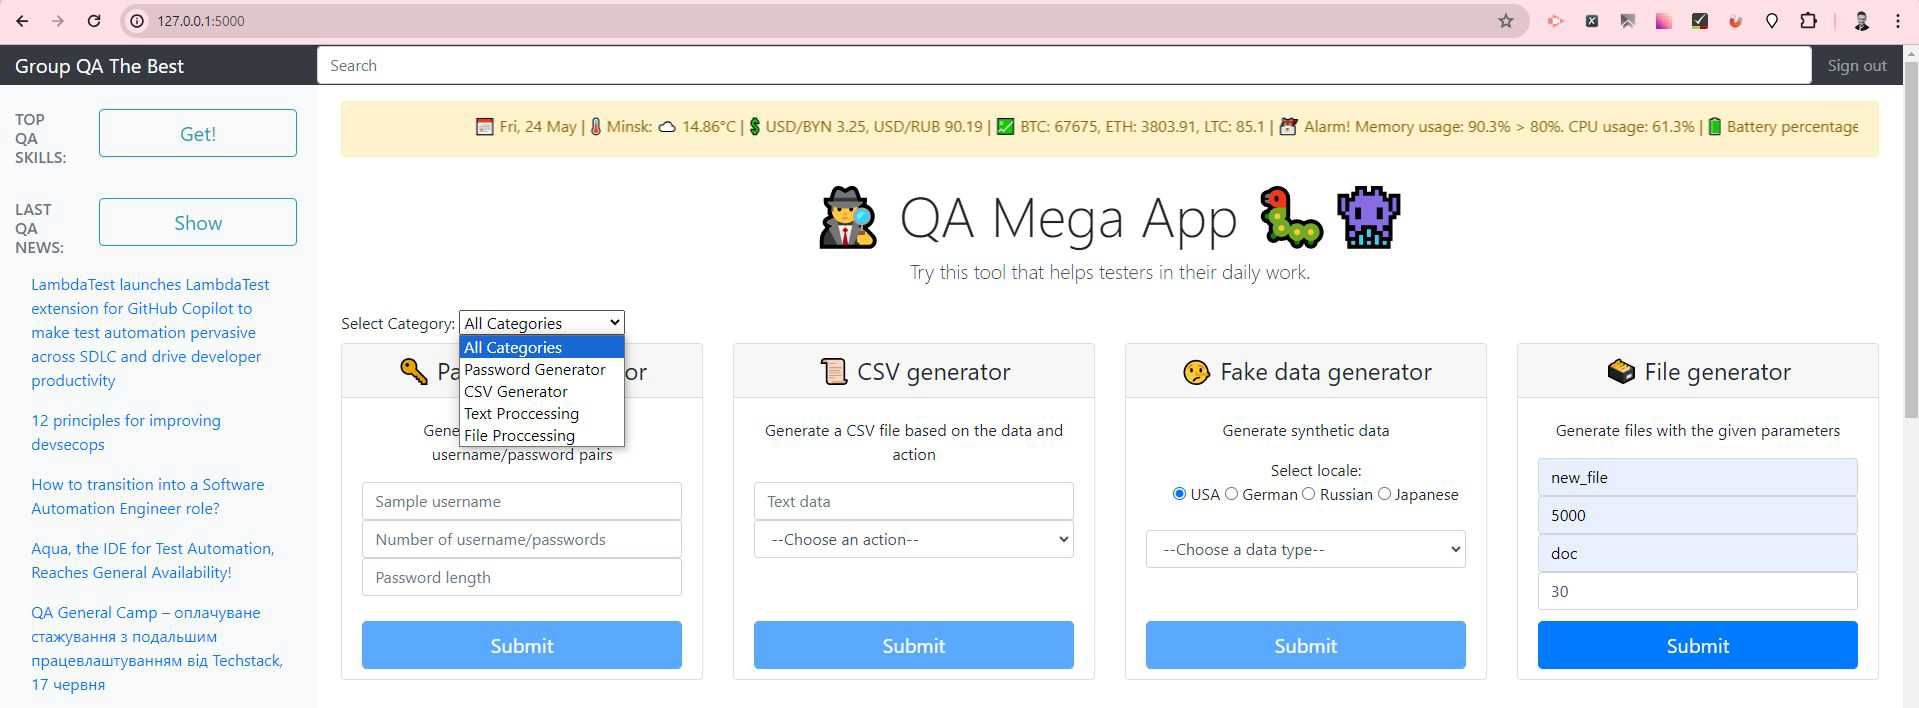 127.0.0.1:5000
Group QA The Best
Search
Sign out
TOP
QA
SKILLS:
Get!
LAST
QA
NEWS:
Show
LambdaTest launches LambdaTest
extension for GitHub Copilot to
make test automation pervasive
across SDLC and drive developer
productivity
12 principles for improving
devsecops
How to transition into a Software
Automation Engineer role?
Aqua, the IDE for Test Automation,
Reaches General Availability!
QA General Camp – оплачуване
стажування з подальшим
працевлаштуванням від Techstack,
17 червня
Fri, 24 May | Minsk: 14.86°C | USD/BYN 3.25, USD/RUB 90.19 | BTC: 67675, ETH: 3803.91, LTC: 85.1 | Alarm! Memory usage: 90.3% > 80%. CPU usage: 61.3% | Battery percentage
QA Mega App
Try this tool that helps testers in their daily work.
Select Category: All Categories
All Categories
Password Generator
CSV Generator
Text Proccessing
File Proccessing
Pa
or
Gene
username/password pairs
Sample username
Number of username/passwords
Password length
Submit
CSV generator
Generate a CSV file based on the data and
action
Text data
--Choose an action--
Submit
Fake data generator
Generate synthetic data
Select locale:
USA German Russian Japanese
--Choose a data type--
Submit
File generator
Generate files with the given parameters
new_file
5000
doc
30
Submit